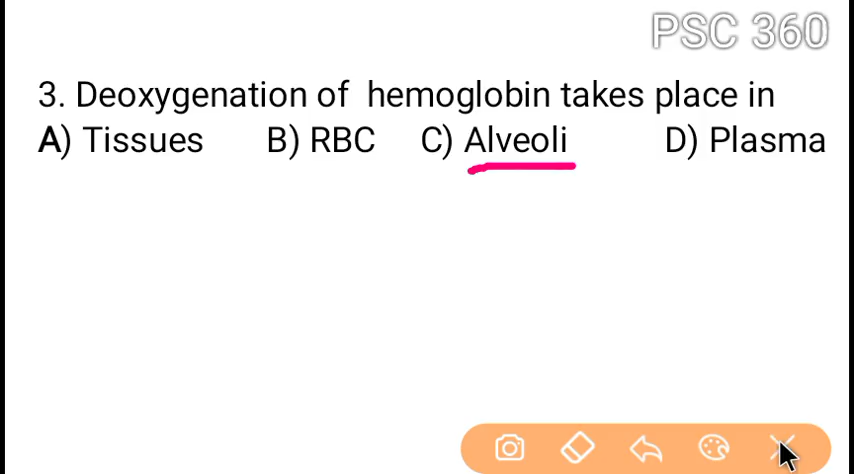 PSC 360
3. Deoxygenation of hemoglobin takes place in
A) Tissues B) RBC C) Alveoli D) Plasma